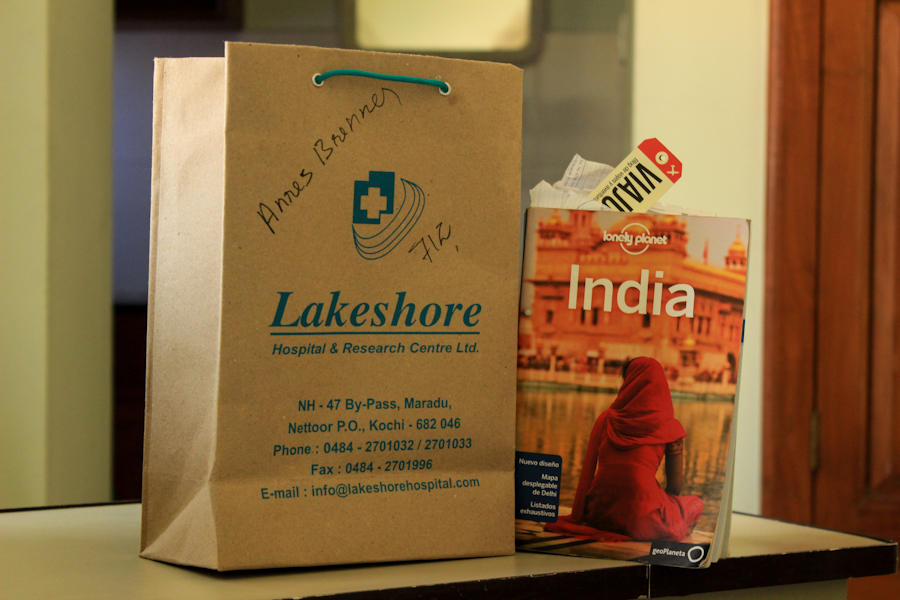 Annes Brenner
712,
Lakeshore
Hospital & Research Centre Ltd.
NH - 47 By-Pass, Maradu,
Nettoor P.O., Kochi - 682 046
Phone : 0484 - 2701032 / 2701033
Fax : 0484 - 2701996
E-mail : info@lakeshorehospital.com
VIAJO
lonely planet
India
Nuevo diseño
Mapa
desplegable
de Delhi
Listados
exhaustivos
geoPlaneta